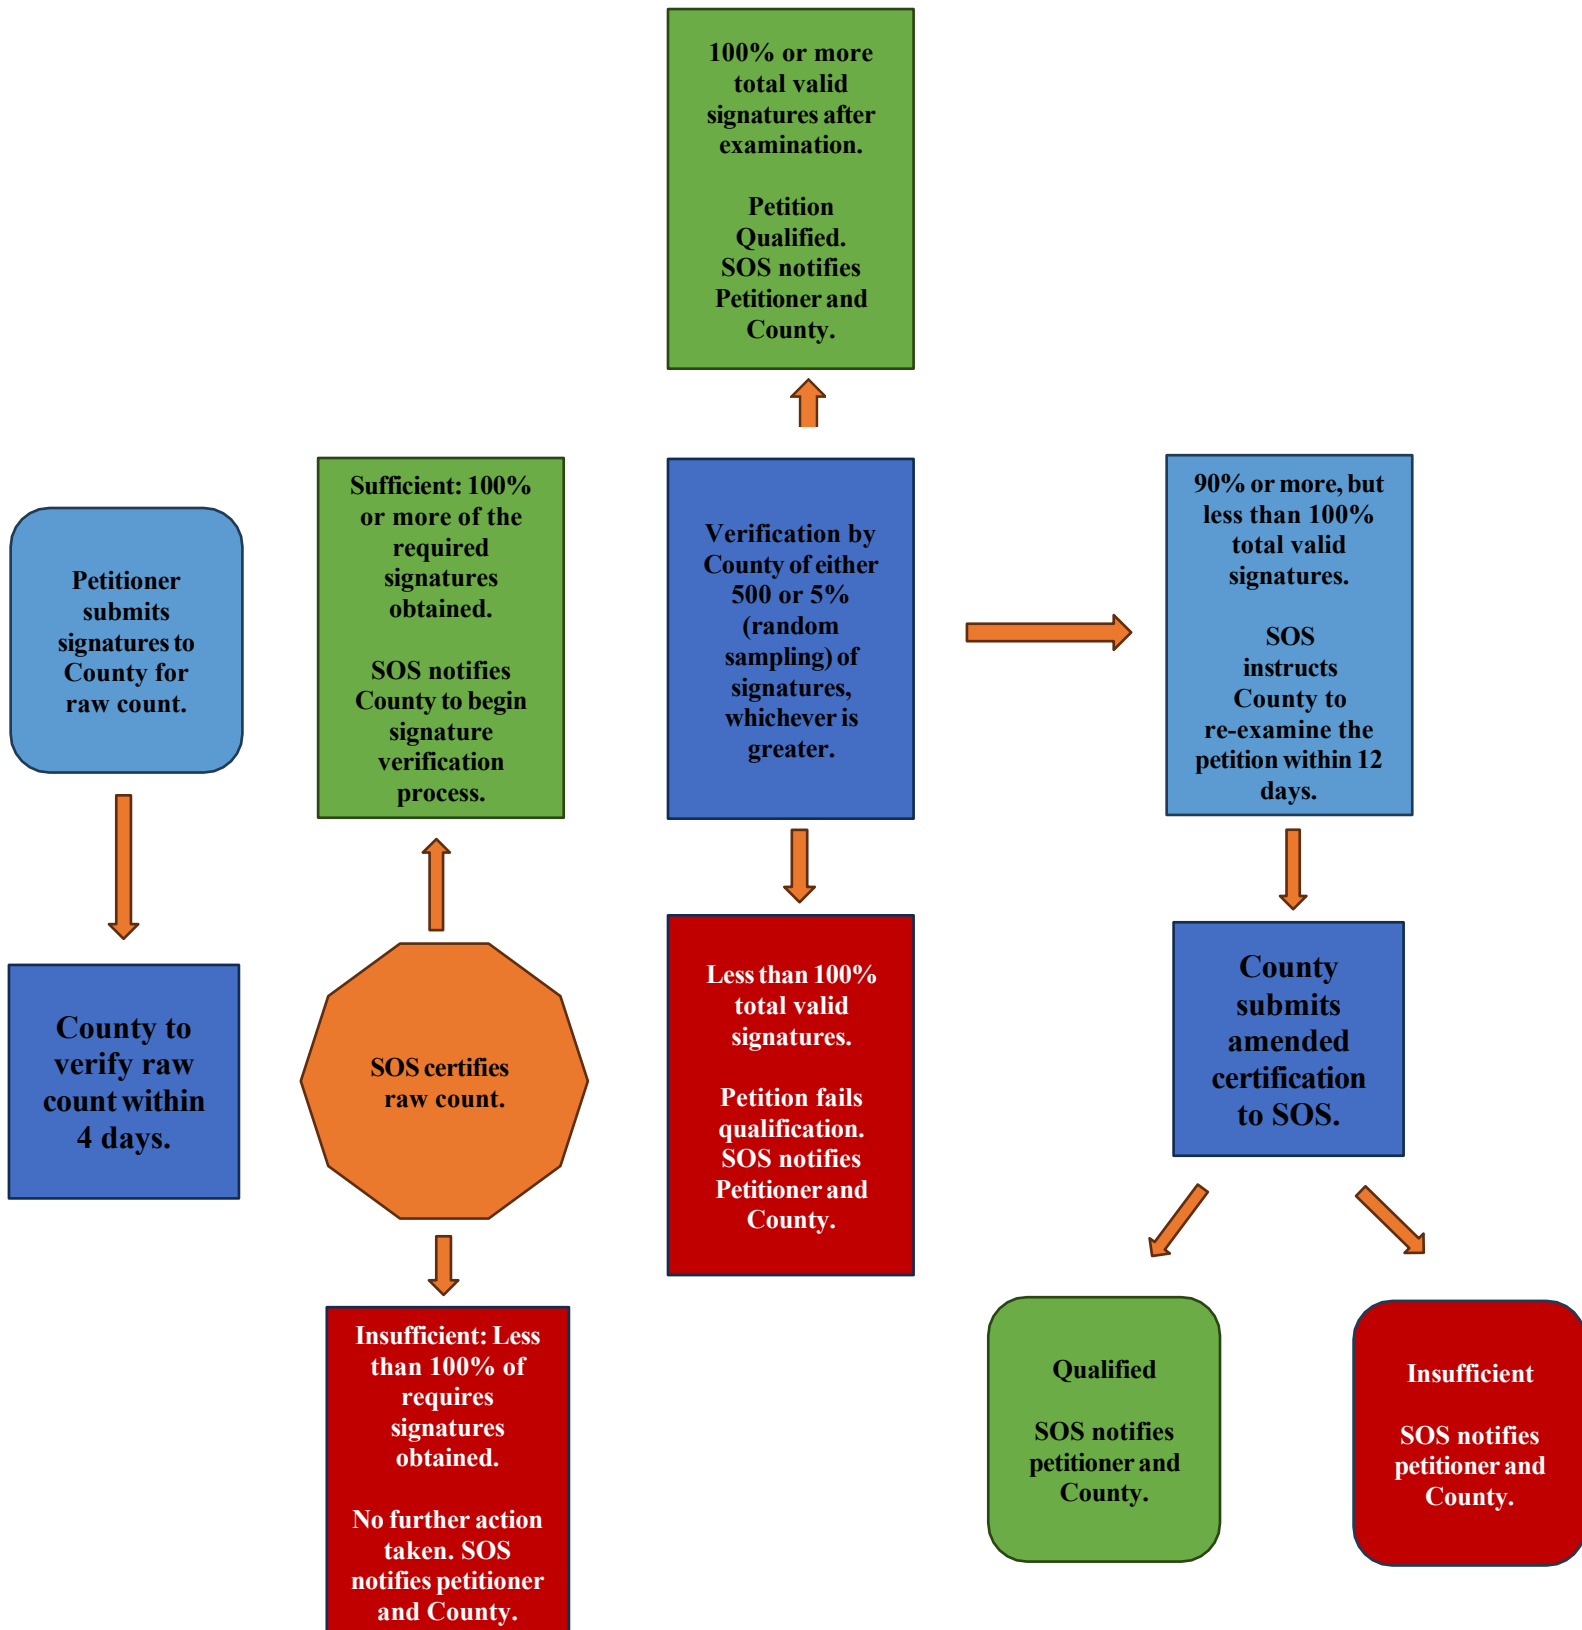 100% or more
total valid
signatures after
examination.
Petition
Qualified.
SOS notifies
Petitioner and
County.
Petitioner
submits
signatures to
County for
raw count.
Sufficient: 100%
or more of the
required
signatures
obtained.
SOS notifies
County to begin
signature
verification
process.
Verification by
County of either
500 or 5%
(random
sampling) of
signatures,
whichever is
greater.
90% or more, but
less than 100%
total valid
signatures.
SOS
instructs
County to
re-examine the
petition within 12
days.
County to
verify raw
count within
4 days.
SOS certifies
raw count.
Less than 100%
total valid
signatures.
Petition fails
qualification.
SOS notifies
Petitioner and
County.
County
submits
amended
certification
to SOS.
Insufficient: Less
than 100% of
requires
signatures
obtained.
No further action
taken. SOS
notifies petitioner
and County.
Qualified
SOS notifies
petitioner and
County.
Insufficient
SOS notifies
petitioner and
County.